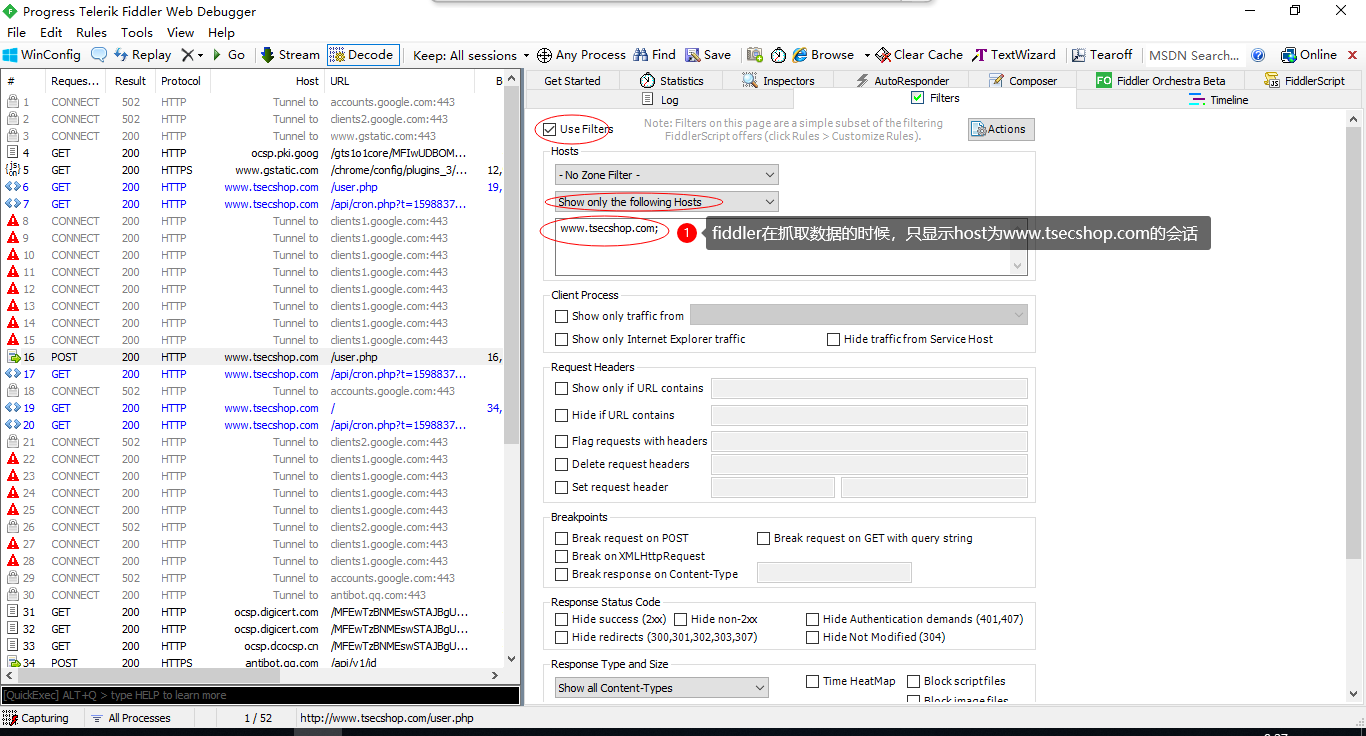 Progress Telerik Fiddler Web Debugger
File Edit Rules Tools View Help
WinConfig Replay Go Stream Decode Keep: All sessions Any Process Find Save Browse Clear Cache TextWizard Tearoff MSDN Search... Online
# Reques... Result Protocol Host URL B
1 CONNECT 502 HTTP Tunnel to accounts.google.com:443
2 CONNECT 502 HTTP Tunnel to clients2.google.com:443
3 CONNECT 200 HTTP Tunnel to www.gstatic.com:443
4 GET 200 HTTP ocsp.pki.goog /gts1o1core/MFIwUDBOM...
5 GET 200 HTTPS www.gstatic.com /chrome/config/plugins_3/... 12,
6 GET 200 HTTP www.tsecshop.com /user.php 19,
7 GET 200 HTTP www.tsecshop.com /api/cron.php?t=1598837...
8 CONNECT 200 HTTP Tunnel to clients1.google.com:443
9 CONNECT 200 HTTP Tunnel to clients1.google.com:443
10 CONNECT 200 HTTP Tunnel to clients1.google.com:443
11 CONNECT 200 HTTP Tunnel to clients1.google.com:443
12 CONNECT 200 HTTP Tunnel to clients1.google.com:443
13 CONNECT 200 HTTP Tunnel to clients1.google.com:443
14 CONNECT 200 HTTP Tunnel to clients1.google.com:443
15 CONNECT 200 HTTP Tunnel to clients1.google.com:443
16 POST 200 HTTP www.tsecshop.com /user.php 16,
17 GET 200 HTTP www.tsecshop.com /api/cron.php?t=1598837...
18 CONNECT 502 HTTP Tunnel to accounts.google.com:443
19 GET 200 HTTP www.tsecshop.com / 34,
20 GET 200 HTTP www.tsecshop.com /api/cron.php?t=1598837...
21 CONNECT 502 HTTP Tunnel to clients2.google.com:443
22 CONNECT 200 HTTP Tunnel to clients1.google.com:443
23 CONNECT 200 HTTP Tunnel to clients1.google.com:443
24 CONNECT 200 HTTP Tunnel to clients1.google.com:443
25 CONNECT 200 HTTP Tunnel to clients1.google.com:443
26 CONNECT 502 HTTP Tunnel to clients2.google.com:443
27 CONNECT 200 HTTP Tunnel to clients1.google.com:443
28 CONNECT 200 HTTP Tunnel to clients1.google.com:443
29 CONNECT 502 HTTP Tunnel to accounts.google.com:443
30 CONNECT 200 HTTP Tunnel to antibot.qq.com:443
31 GET 200 HTTP ocsp.digicert.com /MFEwTzBNMEswSTAJBgU...
32 GET 200 HTTP ocsp.digicert.com /MFEwTzBNMEswSTAJBgU...
33 GET 200 HTTP ocsp.dcocsp.cn /MFEwTzBNMEswSTAJBgU...
34 POST 200 HTTPS antibot.qq.com /api/v1/id
[QuickExec] ALT+Q > type HELP to learn more
Capturing All Processes 1 / 52 http://www.tsecshop.com/user.php
Get Started Statistics Inspectors AutoResponder Composer FO Fiddler Orchestra Beta FiddlerScript
Log Filters Timeline
Use Filters
Note: Filters on this page are a simple subset of the filtering
FiddlerScript offers (click Rules > Customize Rules).
Actions
Hosts
- No Zone Filter -
Show only the following Hosts
www.tsecshop.com;
1 fiddler在抓取数据的时候，只显示host为www.tsecshop.com的会话
Client Process
Show only traffic from
Show only Internet Explorer traffic Hide traffic from Service Host
Request Headers
Show only if URL contains
Hide if URL contains
Flag requests with headers
Delete request headers
Set request header
Breakpoints
Break request on POST Break request on GET with query string
Break on XMLHttpRequest
Break response on Content-Type
Response Status Code
Hide success (2xx) Hide non-2xx Hide Authentication demands (401,407)
Hide redirects (300,301,302,303,307) Hide Not Modified (304)
Response Type and Size
Show all Content-Types Time HeatMap Block script files
Block image files